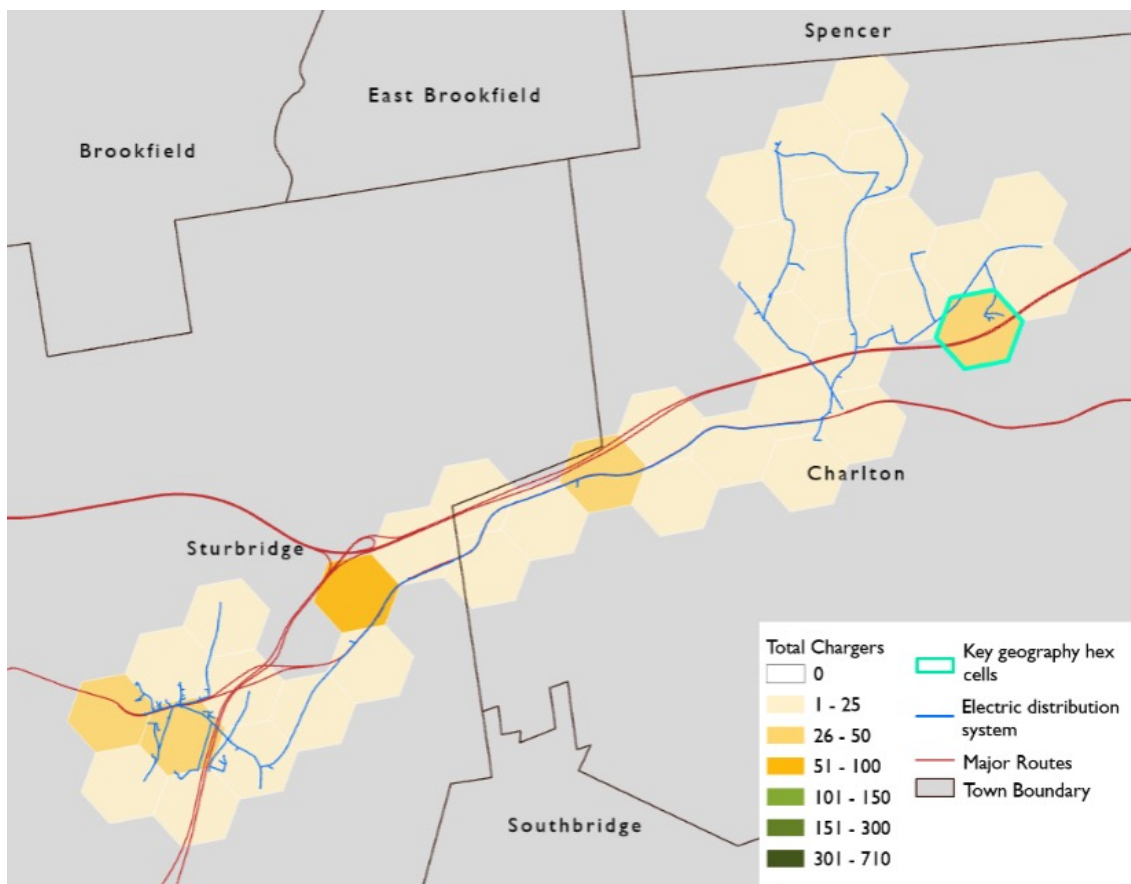 Spencer
East Brookfield
Brookfield
Charlton
Sturbridge
Southbridge
Total Chargers
0
1 - 25
26 - 50
51 - 100
101 - 150
151 - 300
301 - 710
Key geography hex
cells
Electric distribution
system
Major Routes
Town Boundary